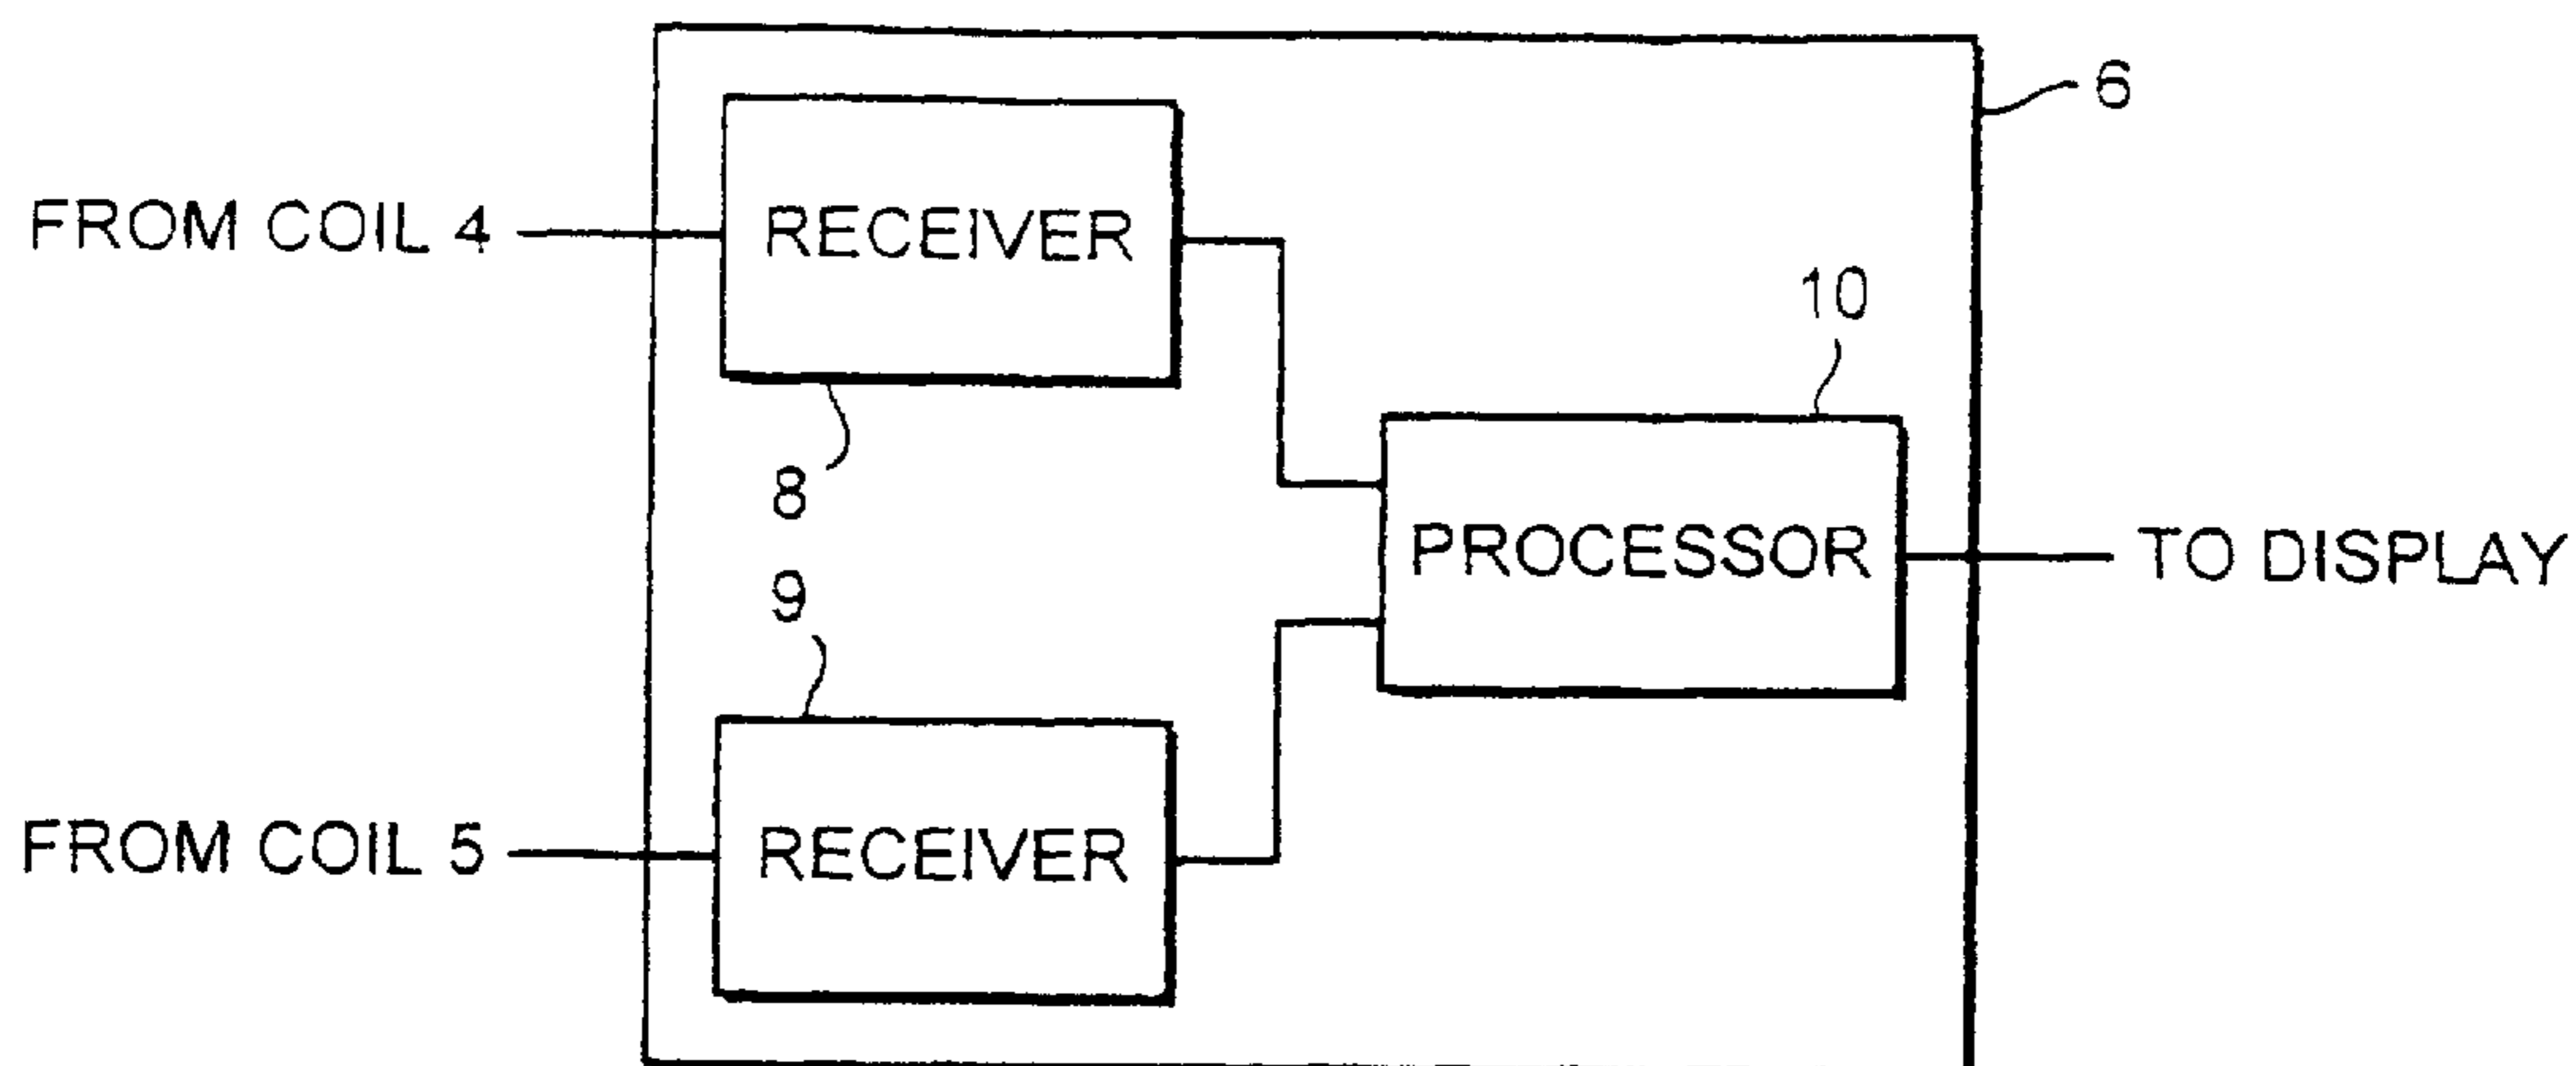 6
FROM COIL 4
RECEIVER
10
8
PROCESSOR
TO DISPLAY
9
FROM COIL 5
RECEIVER